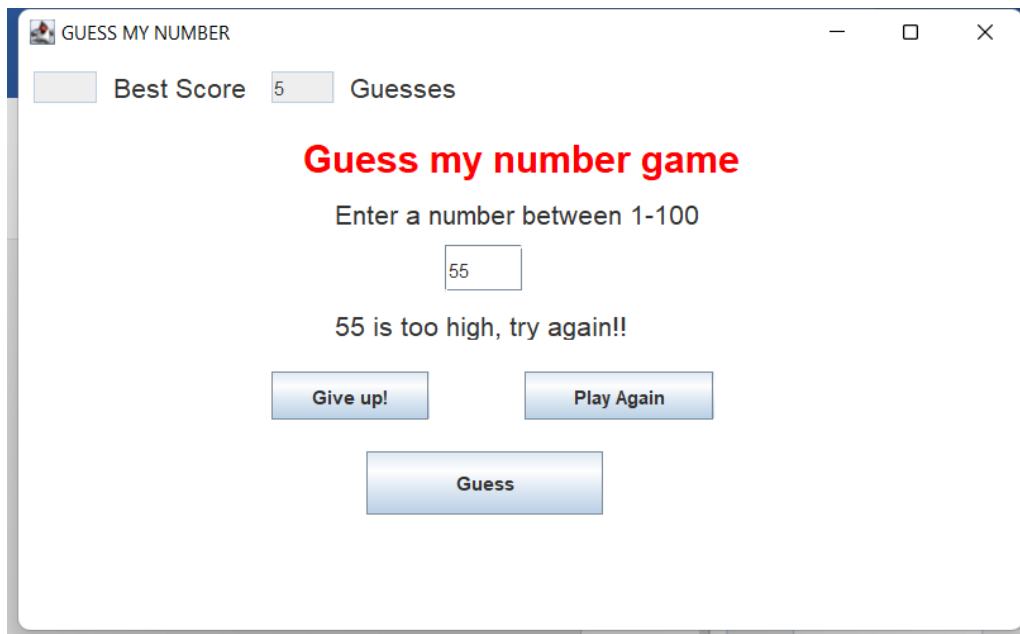 GUESS MY NUMBER
Best Score 5 Guesses
Guess my number game
Enter a number between 1-100
55
55 is too high, try again!!
Give up! Play Again
Guess